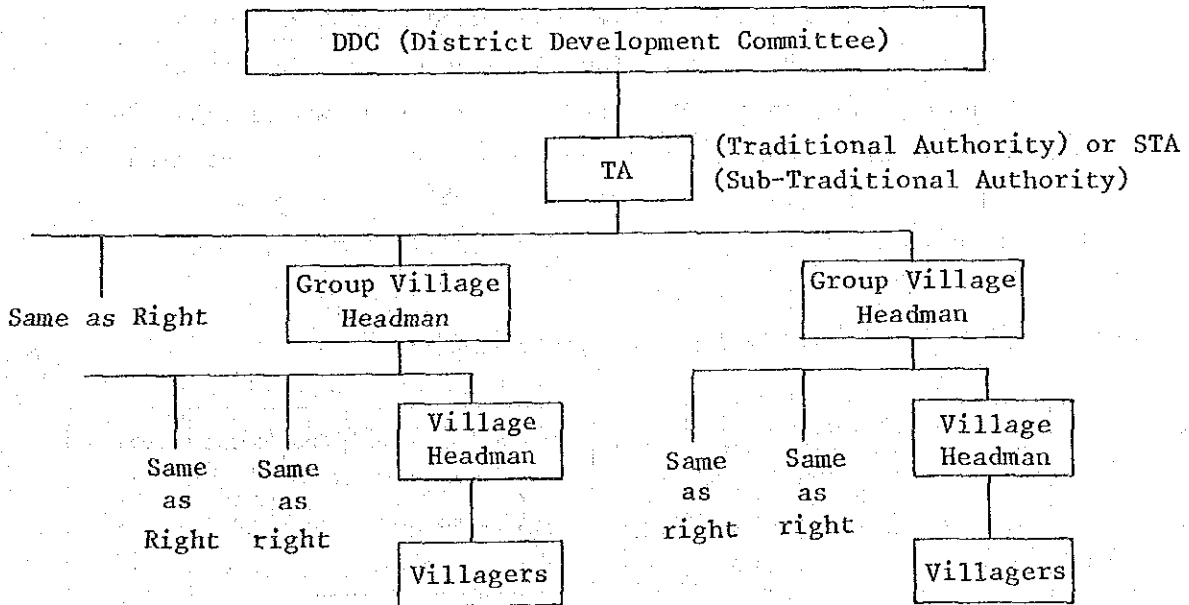 DDC (District Development Committee)
TA
(Traditional Authority) or STA
(Sub-Traditional Authority)
Same as Right
Group Village
Headman
Group Village
Headman
Same
as
Right
Same
as
right
Village
Headman
Villagers
Same
as
right
Same
as
right
Village
Headman
Villagers